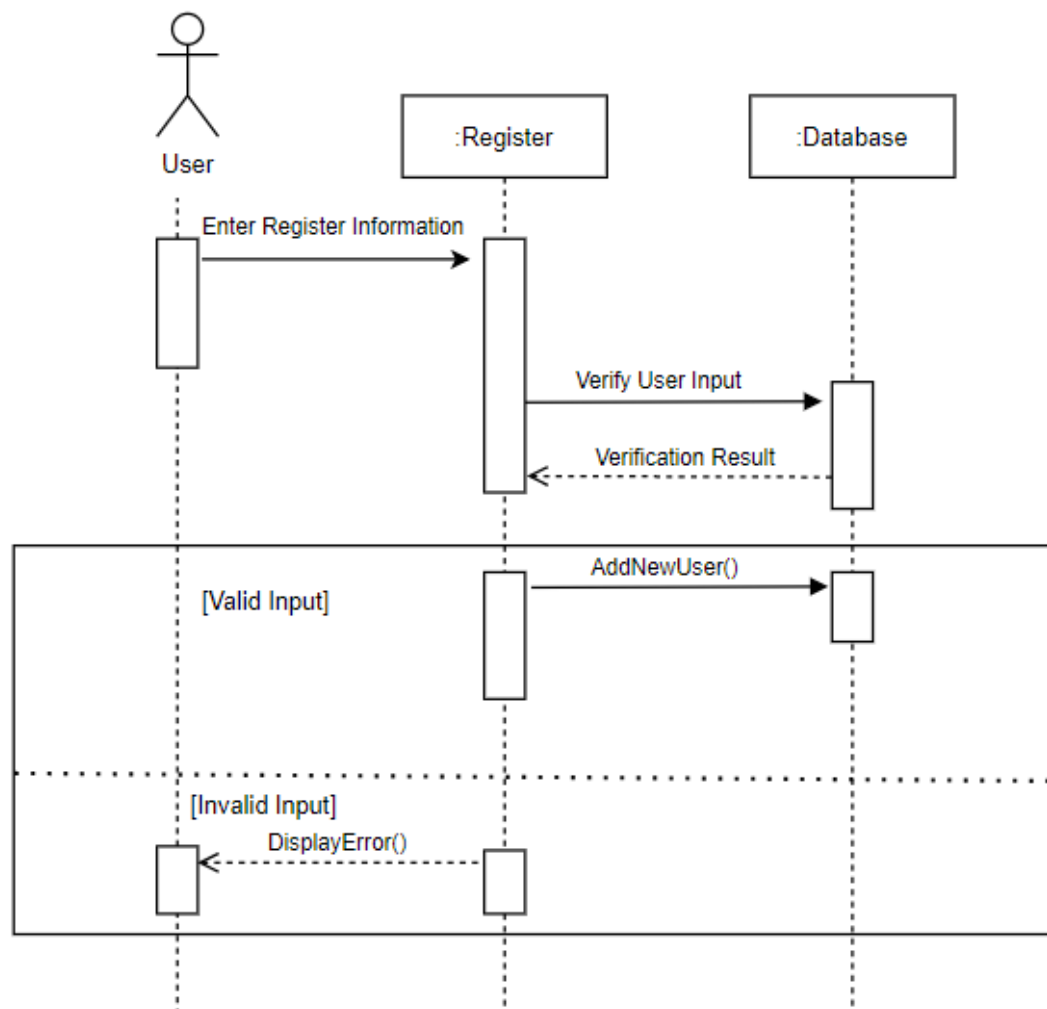 User
:Register
:Database
Enter Register Information
Verify User Input
Verification Result
AddNewUser()
[Valid Input]
[Invalid Input]
DisplayError()